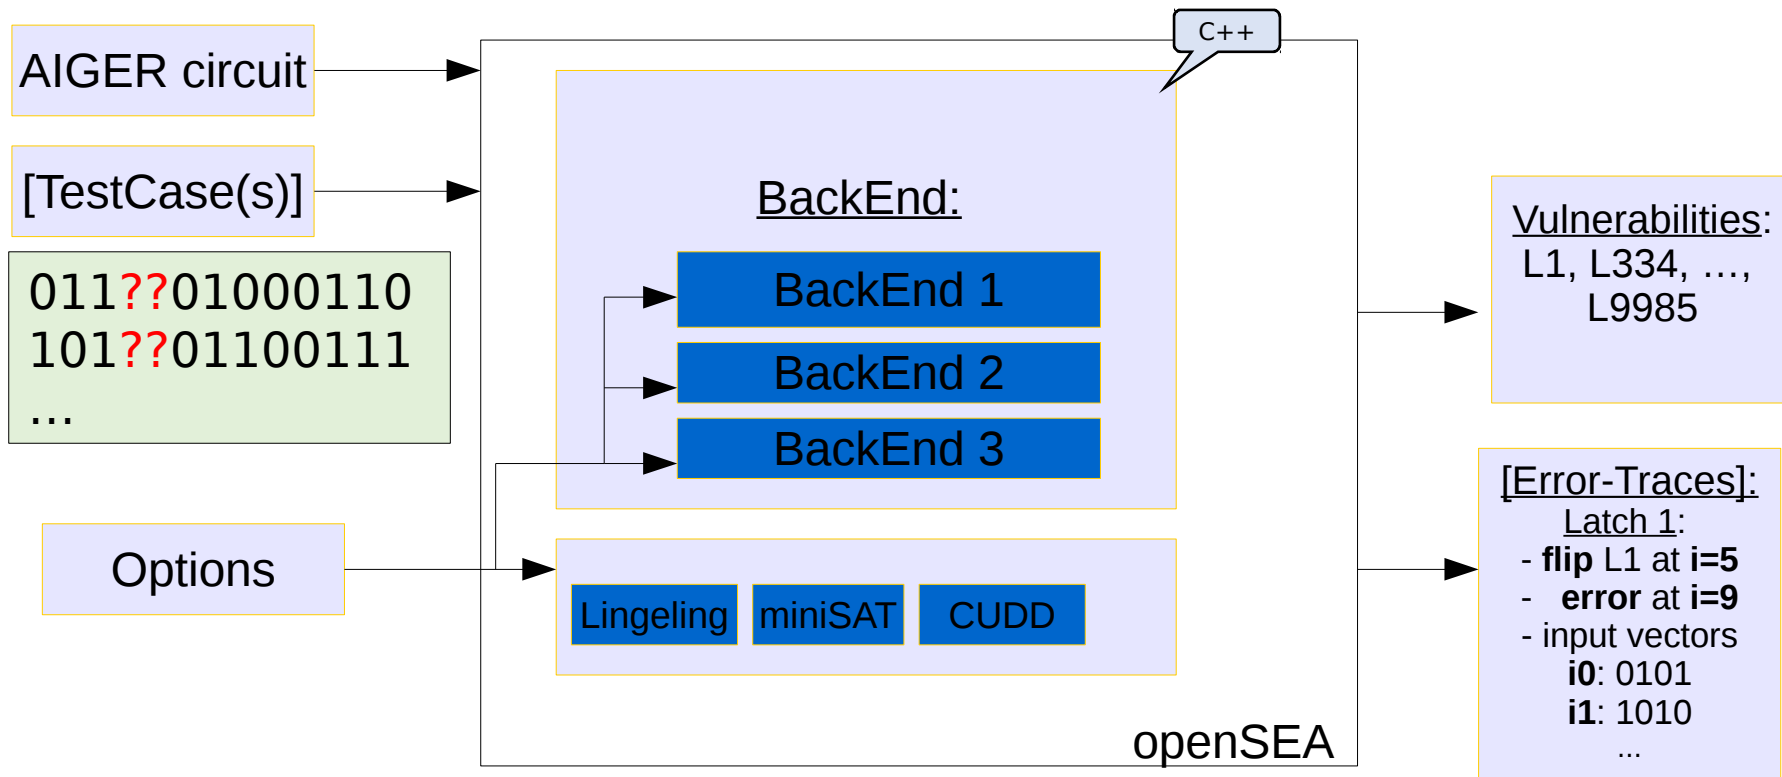 AIGER circuit
[TestCase(s)]
011??01000110
101??01100111
...
Options
C++
BackEnd:
BackEnd 1
BackEnd 2
BackEnd 3
Lingeling
miniSAT
CUDD
openSEA
Vulnerabilities:
L1, L334, ...,
L9985
[Error-Traces]:
Latch 1:
- flip L1 at i=5
- error at i=9
- input vectors
i0: 0101
i1: 1010
...